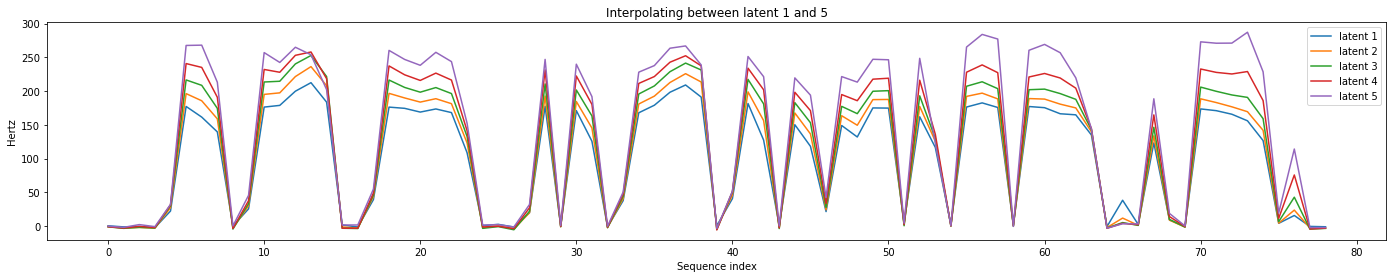 Interpolating between latent 1 and 5
Hertz
300
250
200
150
100
50
0
latent 1
latent 2
latent 3
latent 4
latent 5
0 10 20 30 40 50 60 70 80
Sequence index